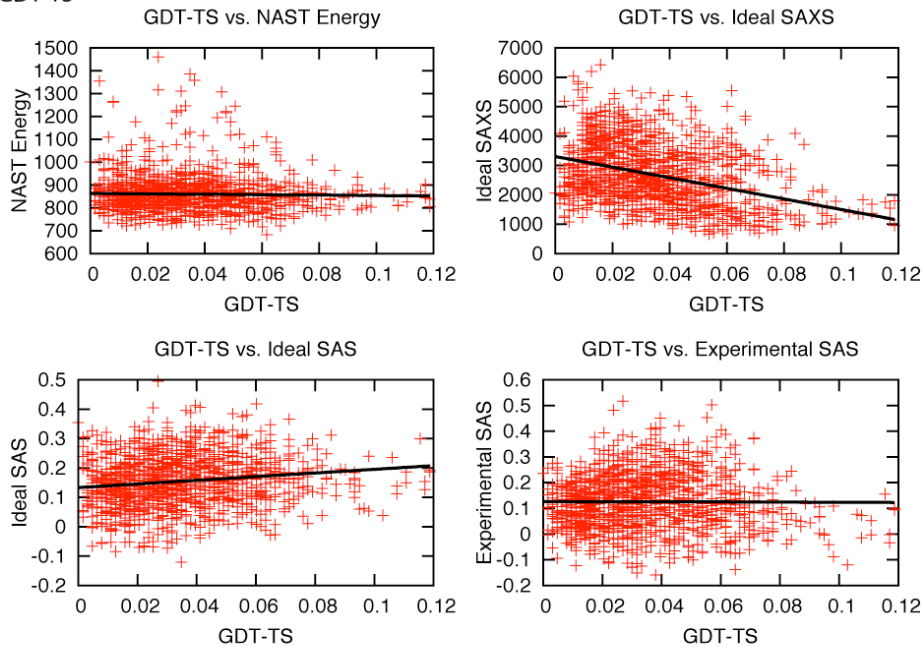 GDT-TS
GDT-TS vs. NAST Energy
1500
1400
1300
1200
1100
1000
900
800
700
600
NAST Energy
0 0.02 0.04 0.06 0.08 0.1 0.12
GDT-TS
GDT-TS vs. Ideal SAXS
7000
6000
5000
4000
3000
2000
1000
0
Ideal SAXS
0 0.02 0.04 0.06 0.08 0.1 0.12
GDT-TS
GDT-TS vs. Ideal SAS
0.5
0.4
0.3
0.2
0.1
0
-0.1
-0.2
Ideal SAS
0 0.02 0.04 0.06 0.08 0.1 0.12
GDT-TS
GDT-TS vs. Experimental SAS
0.6
0.5
0.4
0.3
0.2
0.1
0
-0.1
-0.2
Experimental SAS
0 0.02 0.04 0.06 0.08 0.1 0.12
GDT-TS